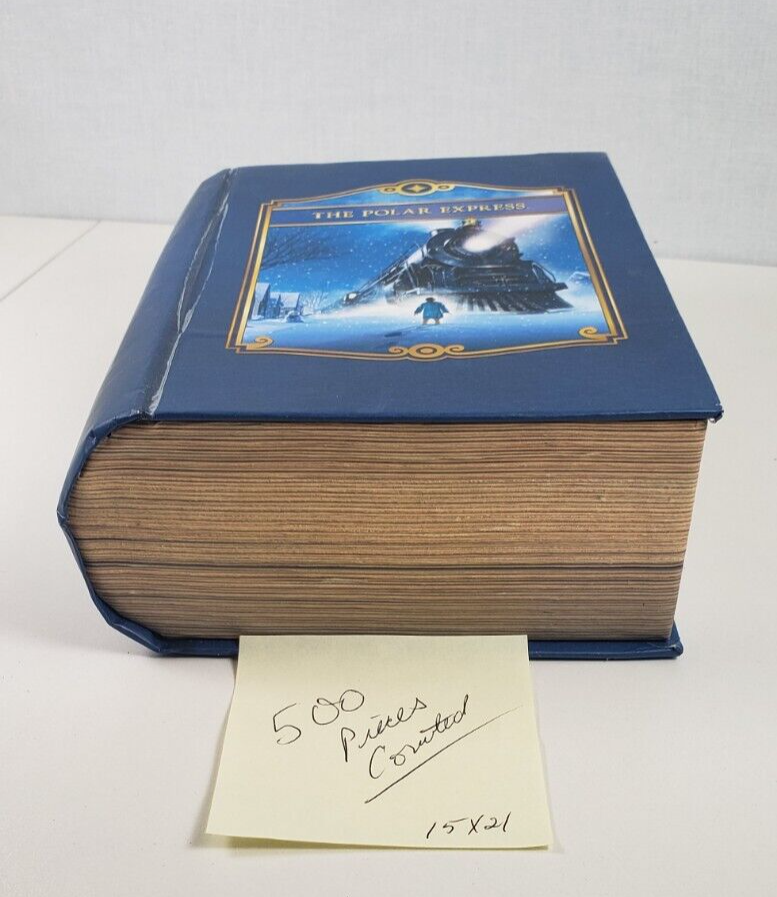 THE POLAR EXPRESS
500
Pieces
Counted
15X21